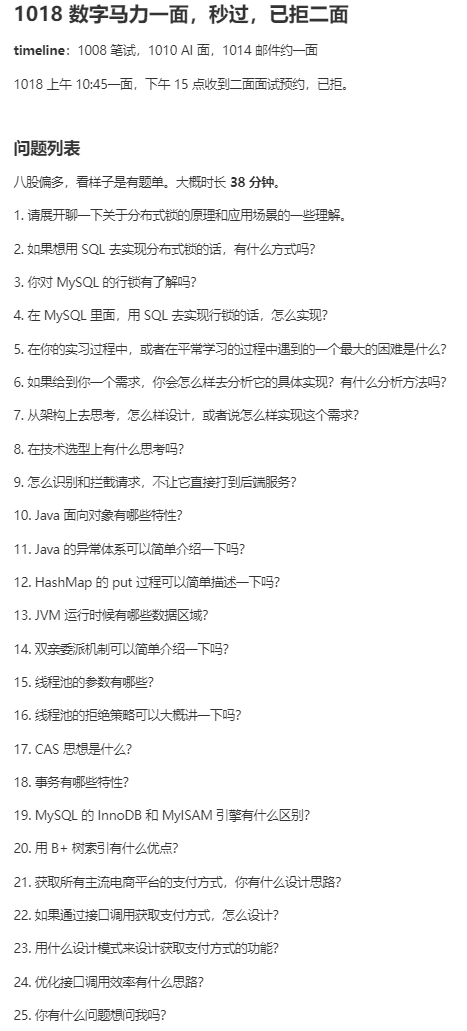 1018 数字马力一面，秒过，已拒二面
timeline：1008 笔试，1010 AI 面，1014 邮件约一面
1018 上午 10:45一面，下午 15 点收到二面面试预约，已拒。
问题列表
八股偏多，看样子是有题单。大概时长 38 分钟。
1. 请展开聊一下关于分布式锁的原理和应用场景的一些理解。
2. 如果想用 SQL 去实现分布式锁的话，有什么方式吗？
3. 你对 MySQL 的行锁有了解吗？
4. 在 MySQL 里面，用 SQL 去实现行锁的话，怎么实现？
5. 在你的实习过程中，或者在平常学习的过程中遇到的一个最大的困难是什么？
6. 如果给到你一个需求，你会怎么样去分析它的具体实现？有什么分析方法吗？
7. 从架构上去思考，怎么样设计，或者说怎么样实现这个需求？
8. 在技术选型上有什么思考吗？
9. 怎么识别和拦截请求，不让它直接打到后端服务？
10. Java 面向对象有哪些特性？
11. Java 的异常体系可以简单介绍一下吗？
12. HashMap 的 put 过程可以简单描述一下吗？
13. JVM 运行时候有哪些数据区域？
14. 双亲委派机制可以简单介绍一下吗？
15. 线程池的参数有哪些？
16. 线程池的拒绝策略可以大概讲一下吗？
17. CAS 思想是什么？
18. 事务有哪些特性？
19. MySQL 的 InnoDB 和 MyISAM 引擎有什么区别？
20. 用 B+ 树索引有什么优点？
21. 获取所有主流电商平台的支付方式，你有什么设计思路？
22. 如果通过接口调用获取支付方式，怎么设计？
23. 用什么设计模式来设计获取支付方式的功能？
24. 优化接口调用效率有什么思路？
25. 你有什么问题想问我吗？